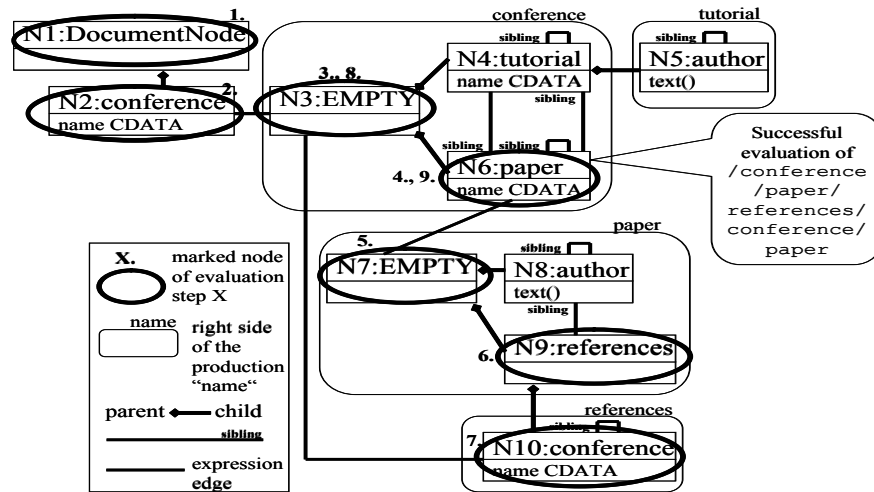 conference
tutorial
1.
N1:DocumentNode
2.
N2:conference
name CDATA
3., 8.
N3:EMPTY
sibling
N4:tutorial
name CDATA
sibling
sibling
N5:author
text()
sibling
sibling
4., 9.
N6:paper
name CDATA
Successful
evaluation of
/conference
/paper/
references/
conference/
paper
paper
5.
N7:EMPTY
sibling
N8:author
text()
sibling
6.
N9:references
references
sibling
7.
N10:conference
name CDATA
X.
marked node
of evaluation
step X
name
right side
of the
production
“name“
parent
child
sibling
expression
edge